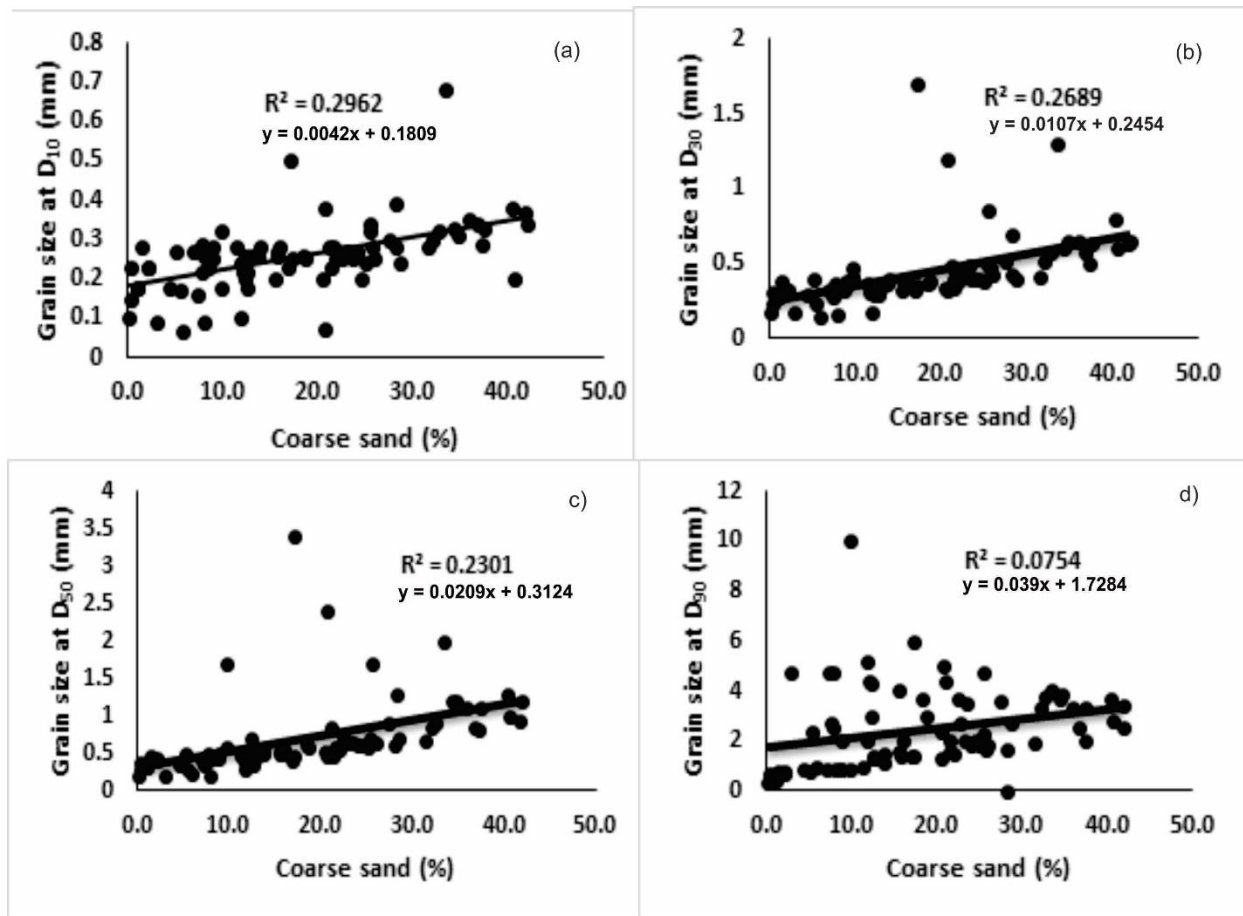 (a)
Grain size at D10 (mm)
0.8
0.7
0.6
0.5
0.4
0.3
0.2
0.1
0
R² = 0.2962
y = 0.0042x + 0.1809
0.0 10.0 20.0 30.0 40.0 50.0
Coarse sand (%)
(b)
Grain size at D30 (mm)
2
1.5
1
0.5
0
R² = 0.2689
y = 0.0107x + 0.2454
0.0 10.0 20.0 30.0 40.0 50.0
Coarse sand (%)
c)
Grain size at D50 (mm)
4
3.5
3
2.5
2
1.5
1
0.5
0
R² = 0.2301
y = 0.0209x + 0.3124
0.0 10.0 20.0 30.0 40.0 50.0
Coarse sand (%)
d)
Grain size at D90 (mm)
12
10
8
6
4
2
0
R² = 0.0754
y = 0.039x + 1.7284
0.0 10.0 20.0 30.0 40.0 50.0
Coarse sand (%)